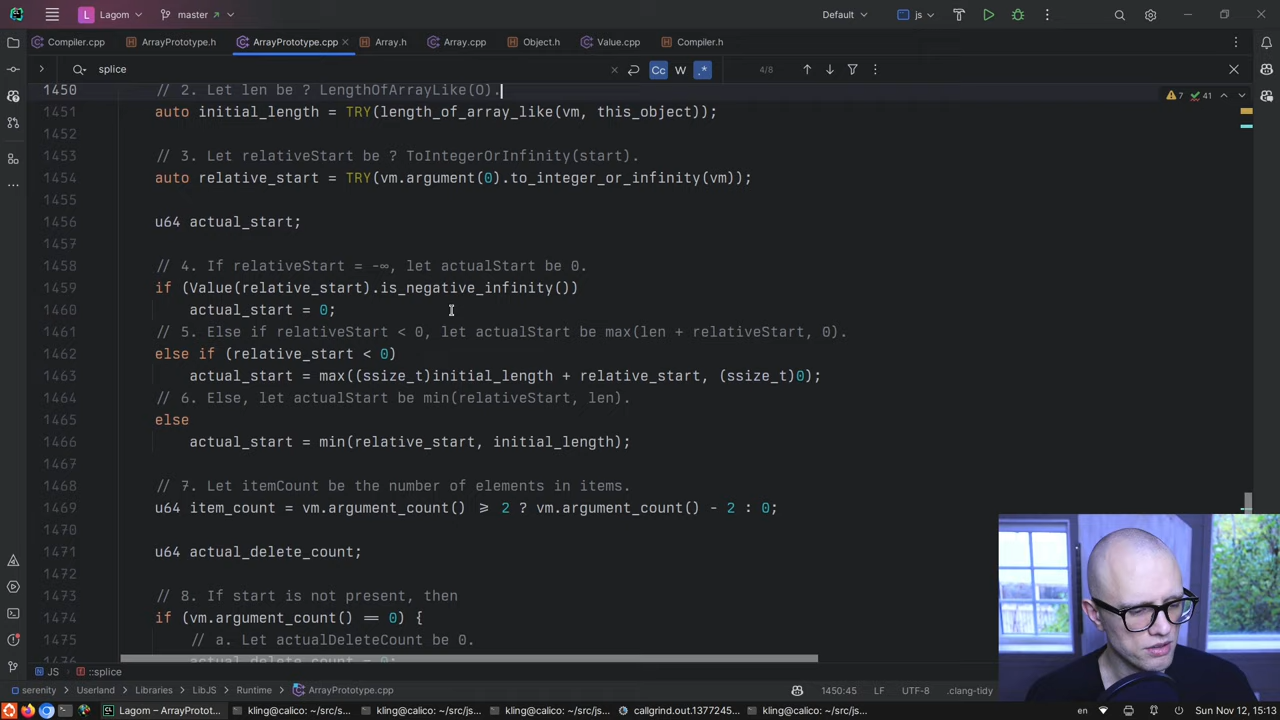 L Lagom master Default js
Compiler.cpp ArrayPrototype.h ArrayPrototype.cpp Array.h Array.cpp Object.h Value.cpp Compiler.h
splice Cc W .* 4/8
1450 // 2. Let len be ? LengthOfArrayLike(O). 7 41
1451 auto initial_length = TRY(length_of_array_like(vm, this_object));
1452
1453 // 3. Let relativeStart be ? ToIntegerOrInfinity(start).
1454 auto relative_start = TRY(vm.argument(0).to_integer_or_infinity(vm));
1455
1456 u64 actual_start;
1457
1458 // 4. If relativeStart = -∞, let actualStart be 0.
1459 if (Value(relative_start).is_negative_infinity())
1460 actual_start = 0;
1461 // 5. Else if relativeStart < 0, let actualStart be max(len + relativeStart, 0).
1462 else if (relative_start < 0)
1463 actual_start = max((ssize_t)initial_length + relative_start, (ssize_t)0);
1464 // 6. Else, let actualStart be min(relativeStart, len).
1465 else
1466 actual_start = min(relative_start, initial_length);
1467
1468 // 7. Let itemCount be the number of elements in items.
1469 u64 item_count = vm.argument_count() ≥ 2 ? vm.argument_count() - 2 : 0;
1470
1471 u64 actual_delete_count;
1472
1473 // 8. If start is not present, then
1474 if (vm.argument_count() == 0) {
1475 // a. Let actualDeleteCount be 0.
1476 actual_delete_count = 0;
JS ::splice
serenity Userland Libraries LibJS Runtime ArrayPrototype.cpp 1450:45 LF UTF-8 .clang-tidy
Lagom – ArrayProtot... kling@calico: ~/src/s... kling@calico: ~/src/js... kling@calico: ~/src/js... callgrind.out.1377245... kling@calico: ~/src/js... en Sun Nov 12, 15:13